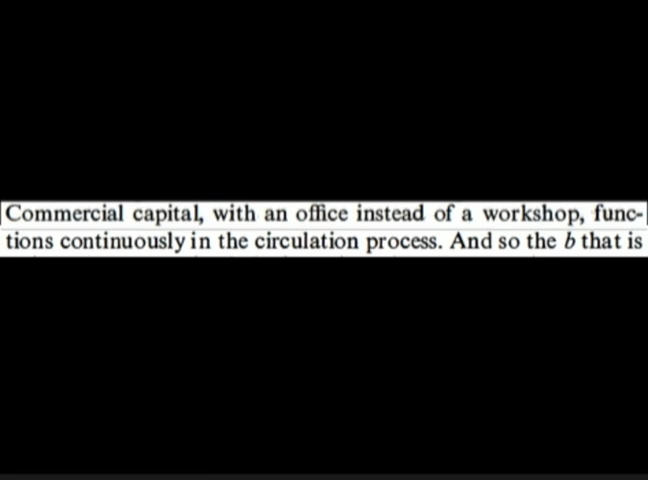 Commercial capital, with an office instead of a workshop, func-
tions continuously in the circulation process. And so the b that is